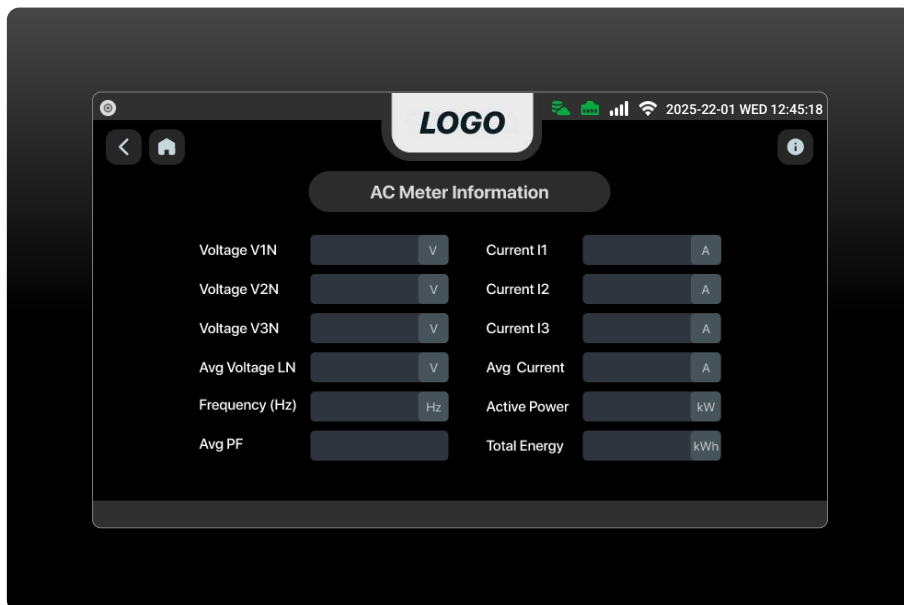 LOGO
2025-22-01 WED 12:45:18
AC Meter Information
Voltage V1N V Current I1 A
Voltage V2N V Current I2 A
Voltage V3N V Current I3 A
Avg Voltage LN V Avg Current A
Frequency (Hz) Hz Active Power kW
Avg PF Total Energy kWh